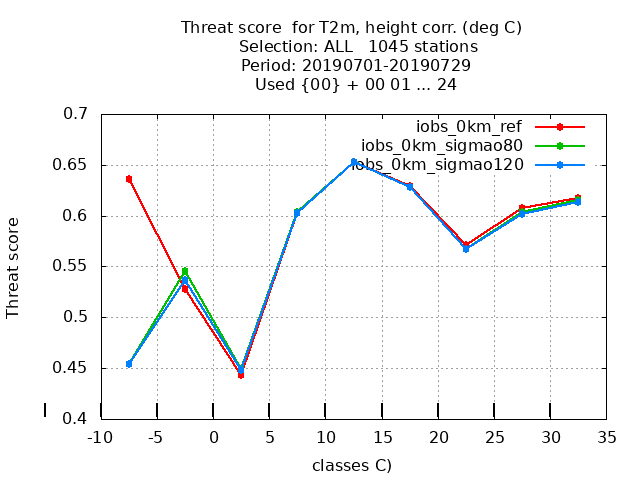 Threat score  for T2m, height corr. (deg C)
Selection: ALL   1045 stations
Period: 20190701-20190729
Used {00} + 00 01 ... 24
0.7
0.65
0.6
0.55
0.5
0.45
0.4
Threat score
iobs_0km_ref
iobs_0km_sigmao80
iobs_0km_sigmao120
-10 -5 0 5 10 15 20 25 30 35
classes C)